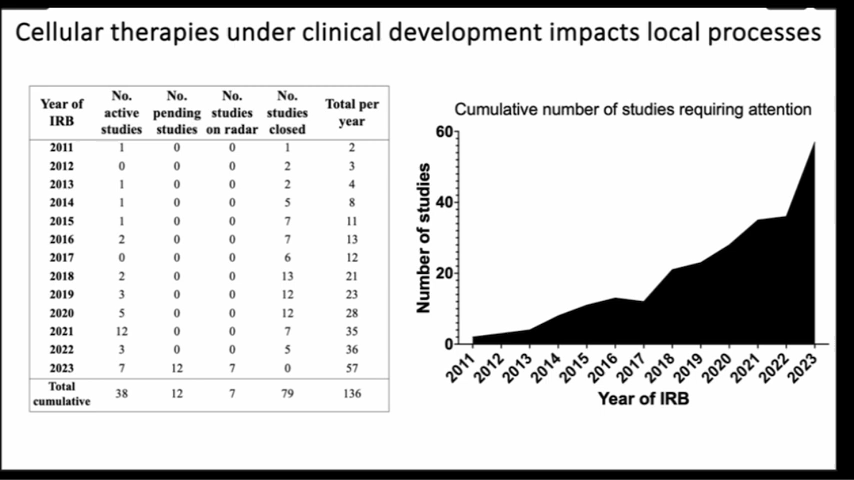 Cellular therapies under clinical development impacts local processes
Year of IRB No. active studies No. pending studies No. studies on radar No. studies closed Total per year
2011 1 0 0 1 2
2012 0 0 0 2 3
2013 1 0 0 2 4
2014 1 0 0 5 8
2015 1 0 0 7 11
2016 2 0 0 7 13
2017 0 0 0 6 12
2018 2 0 0 13 21
2019 3 0 0 12 23
2020 5 0 0 12 28
2021 12 0 0 7 35
2022 3 0 0 5 36
2023 7 12 7 0 57
Total cumulative 38 12 7 79 136
Cumulative number of studies requiring attention
Number of studies
60
40
20
0
2011 2012 2013 2014 2015 2016 2017 2018 2019 2020 2021 2022 2023
Year of IRB